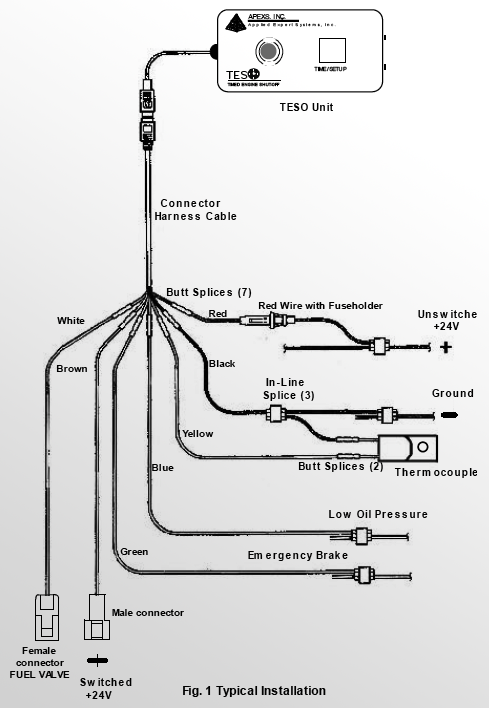 APEXS. INC.
Applied Expert Systems, Inc.
TESO
TIMED ENGINE SHUTOFF
TIME/SETUP
TESO Unit
Connector
Harness Cable
Butt Splices (7)
Red Wire with Fuseholder
White
Red
Unswitche
+24V
Brown
Black
In-Line
Splice (3)
Ground
Yellow
Blue
Butt Splices (2)
Thermocouple
Low Oil Pressure
Green
Emergency Brake
Male connector
Female
connector
FUEL VALVE
Switched
+24V
Fig. 1 Typical Installation